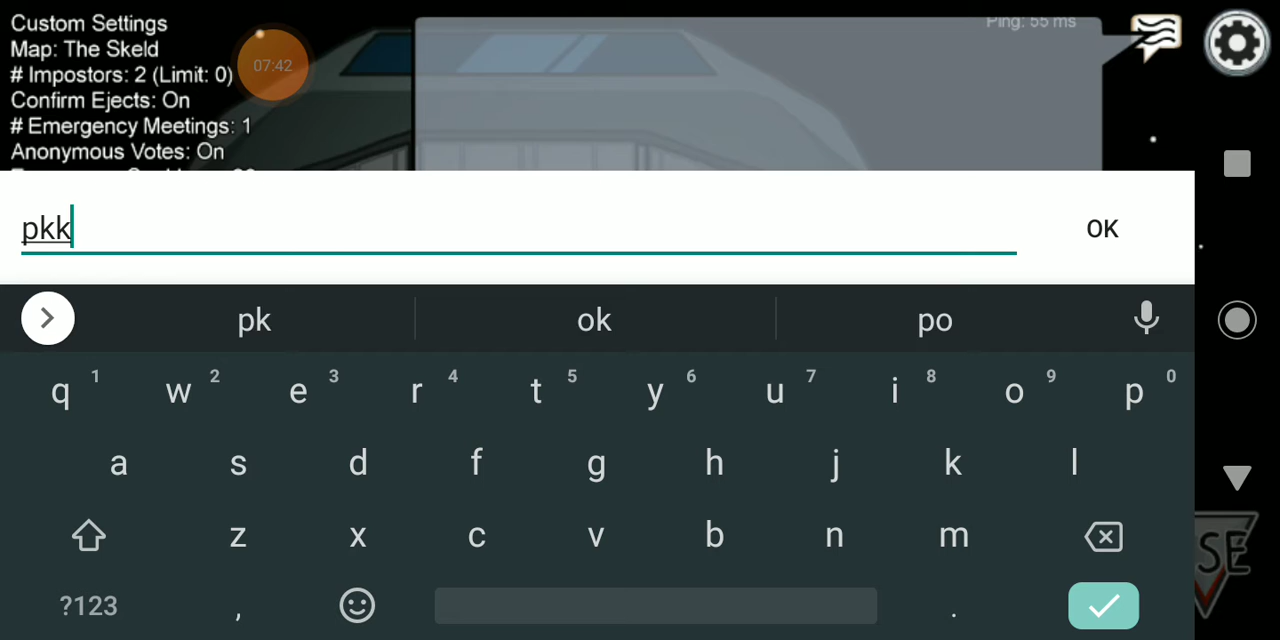 Custom Settings
Map: The Skeld
# Impostors: 2 (Limit: 0)
Confirm Ejects: On
# Emergency Meetings: 1
Anonymous Votes: On
07:42
Ping: 55 ms
pkk
OK
pk ok po
q 1 w 2 e 3 r 4 t 5 y 6 u 7 i 8 o 9 p 0
a s d f g h j k l
z x c v b n m
?123 , .
SE